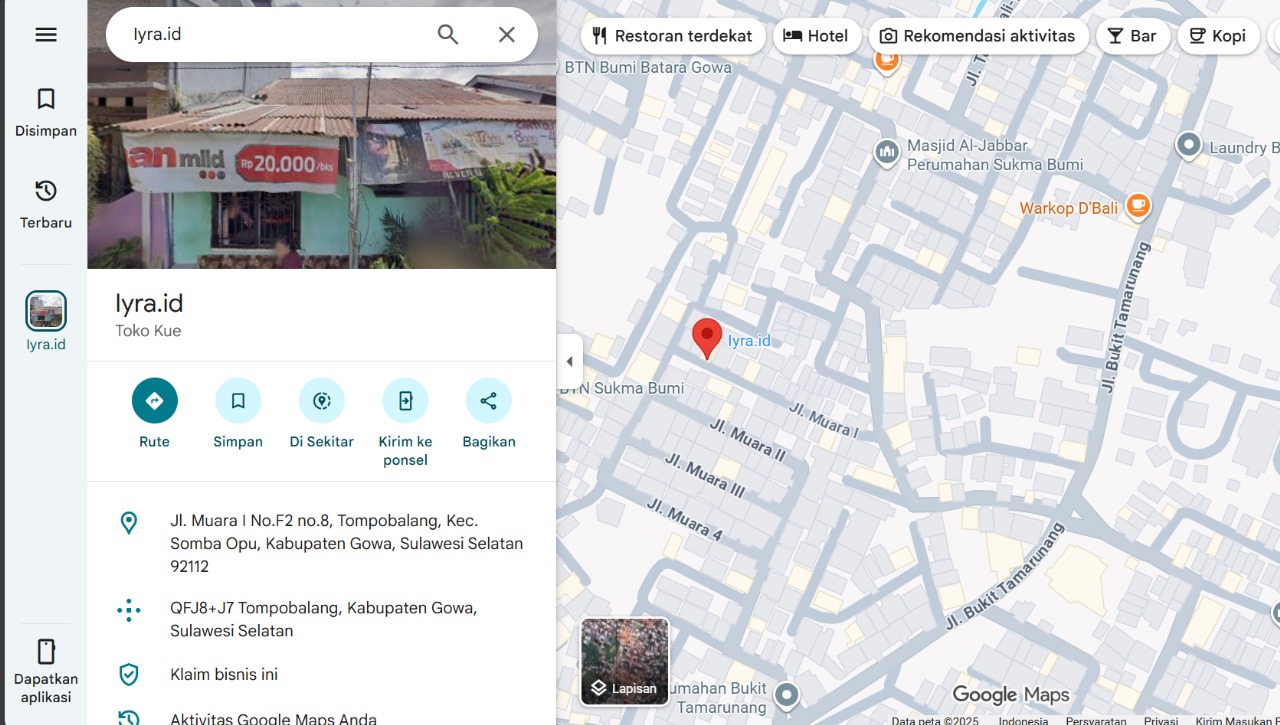 lyra.id
Disimpan
Terbaru
lyra.id
Dapatkan
aplikasi
an mild
Rp20.000/bks
lyra.id
Toko Kue
Rute
Simpan
Di Sekitar
Kirim ke
ponsel
Bagikan
Jl. Muara I No.F2 no.8, Tompobalang, Kec.
Somba Opu, Kabupaten Gowa, Sulawesi Selatan
92112
QFJ8+J7 Tompobalang, Kabupaten Gowa,
Sulawesi Selatan
Klaim bisnis ini
Aktivitas Google Maps Anda
Restoran terdekat
Hotel
Rekomendasi aktivitas
Bar
Kopi
BTN Bumi Batara Gowa
Masjid Al-Jabbar
Perumahan Sukma Bumi
Laundry B
Warkop D'Bali
Jl. Bukit Tamarunang
lyra.id
BTN Sukma Bumi
Jl. Muara I
Jl. Muara II
Jl. Muara III
Jl. Muara 4
Jl. Bukit Tamarunang
Lapisan
umahan Bukit
Tamarunang
Google Maps
Data peta ©2025
Indonesia
Persyaratan
Privasi
Kirim Masukan